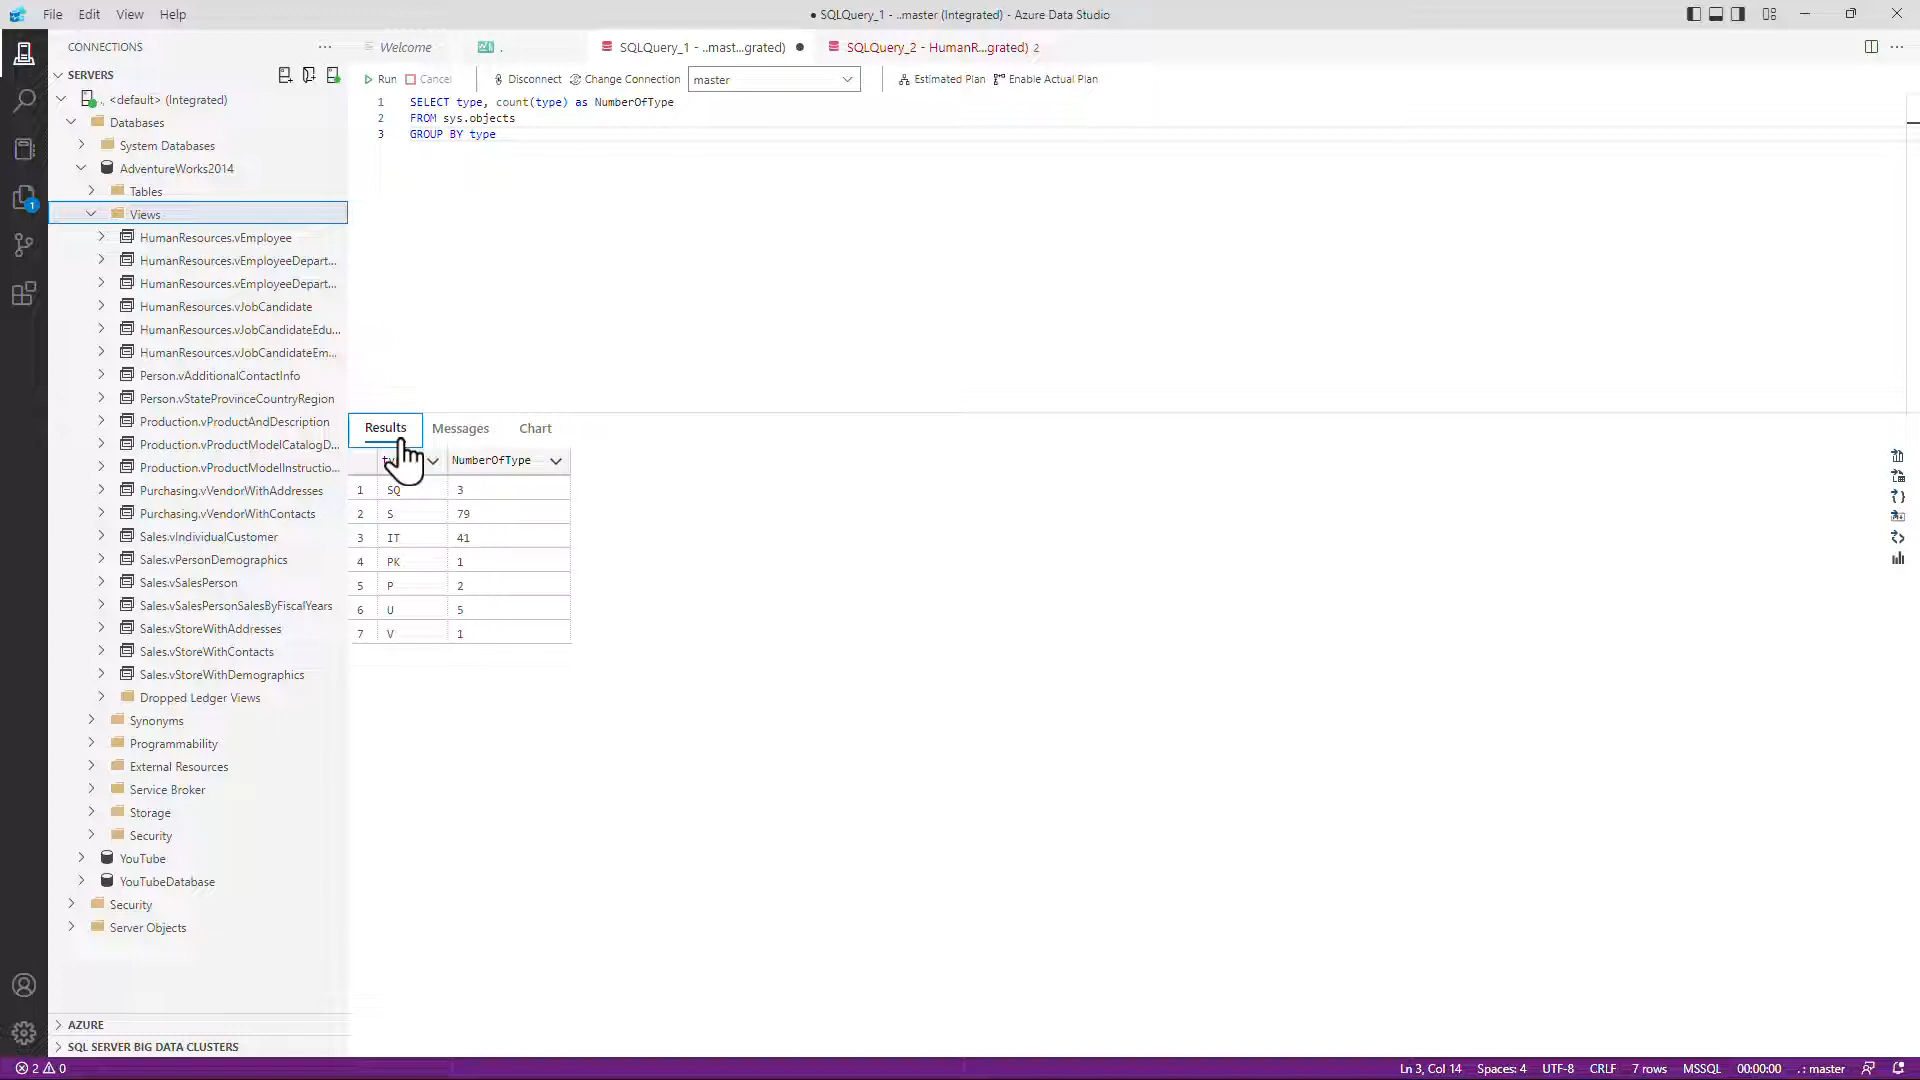 File Edit View Help
● SQLQuery_1 - ..master (Integrated) - Azure Data Studio
CONNECTIONS
Welcome
.
SQLQuery_1 - ..mast...grated) ●
SQLQuery_2 - HumanR...grated) 2
SERVERS
Run Cancel Disconnect Change Connection master Estimated Plan Enable Actual Plan
., <default> (Integrated)
Databases
System Databases
AdventureWorks2014
Tables
Views
HumanResources.vEmployee
HumanResources.vEmployeeDepart...
HumanResources.vEmployeeDepart...
HumanResources.vJobCandidate
HumanResources.vJobCandidateEdu...
HumanResources.vJobCandidateEm...
Person.vAdditionalContactInfo
Person.vStateProvinceCountryRegion
Production.vProductAndDescription
Production.vProductModelCatalogD...
Production.vProductModelInstructio...
Purchasing.vVendorWithAddresses
Purchasing.vVendorWithContacts
Sales.vIndividualCustomer
Sales.vPersonDemographics
Sales.vSalesPerson
Sales.vSalesPersonSalesByFiscalYears
Sales.vStoreWithAddresses
Sales.vStoreWithContacts
Sales.vStoreWithDemographics
Dropped Ledger Views
Synonyms
Programmability
External Resources
Service Broker
Storage
Security
YouTube
YouTubeDatabase
Security
Server Objects
AZURE
SQL SERVER BIG DATA CLUSTERS
1
1 SELECT type, count(type) as NumberOfType
2 FROM sys.objects
3 GROUP BY type
Results Messages Chart
NumberOfType
1 SQ 3
2 S 79
3 IT 41
4 PK 1
5 P 2
6 U 5
7 V 1
2 0
Ln 3, Col 14 Spaces: 4 UTF-8 CRLF 7 rows MSSQL 00:00:00 . : master